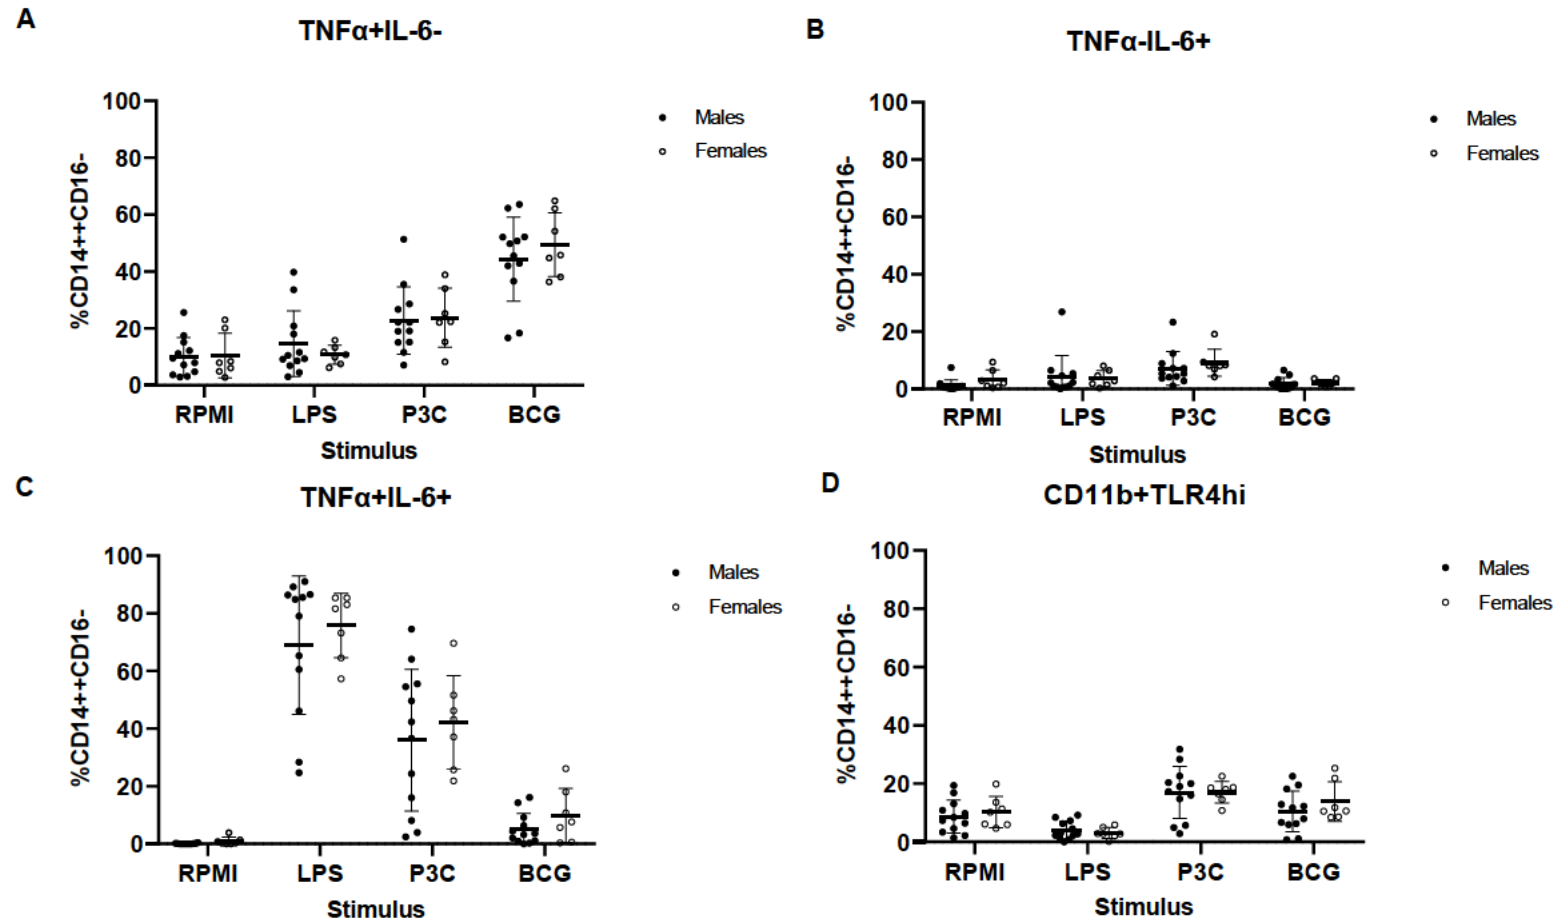 A
TNFα+IL-6-
%CD14++CD16-
100
80
60
40
20
0
RPMI
LPS
P3C
BCG
Stimulus
Males
Females
B
TNFα-IL-6+
%CD14++CD16-
100
80
60
40
20
0
RPMI
LPS
P3C
BCG
Stimulus
Males
Females
C
TNFα+IL-6+
%CD14++CD16-
100
80
60
40
20
0
RPMI
LPS
P3C
BCG
Stimulus
Males
Females
D
CD11b+TLR4hi
%CD14++CD16-
100
80
60
40
20
0
RPMI
LPS
P3C
BCG
Stimulus
Males
Females